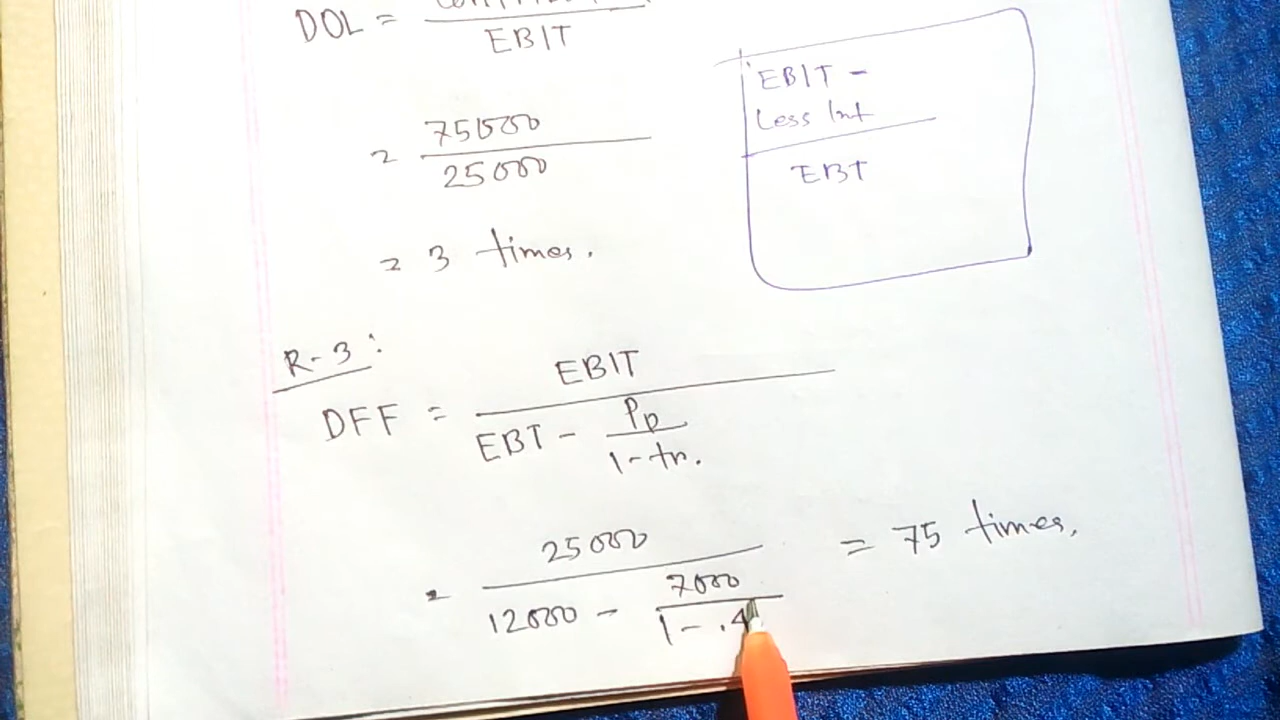 DOL = 
EBIT
= 75000
25000
= 3 times.
EBIT -
Less Int
EBT
R-3:
DFF = EBIT
EBT - Pp
1-tr.
= 25000
12000 - 7000
1 - .4
= 75 times,